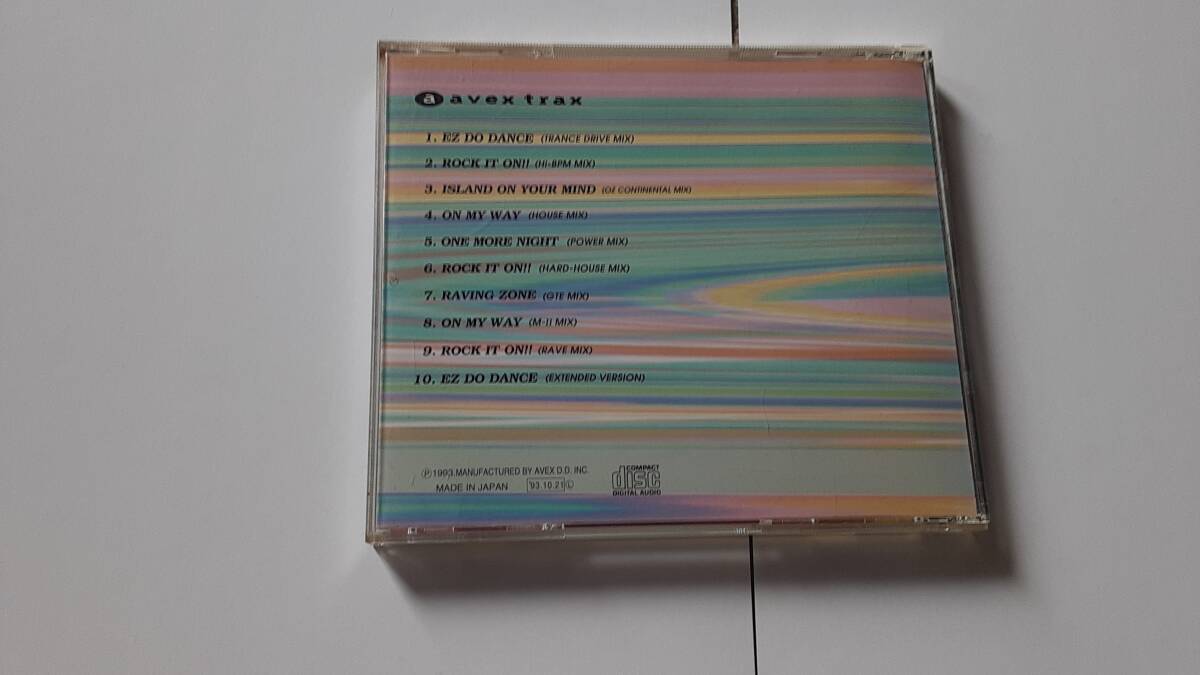 a avex trax
1. EZ DO DANCE (TRANCE DRIVE MIX)
2. ROCK IT ON!! (HI-BPM MIX)
3. ISLAND ON YOUR MIND (OZ CONTINENTAL MIX)
4. ON MY WAY (HOUSE MIX)
5. ONE MORE NIGHT (POWER MIX)
6. ROCK IT ON!! (HARD-HOUSE MIX)
7. RAVING ZONE (GTE MIX)
8. ON MY WAY (M-II MIX)
9. ROCK IT ON!! (RAVE MIX)
10. EZ DO DANCE (EXTENDED VERSION)
Ⓟ1993.MANUFACTURED BY AVEX D.D. INC.
MADE IN JAPAN '93.10.21 Ⓛ
COMPACT
disc
DIGITAL AUDIO